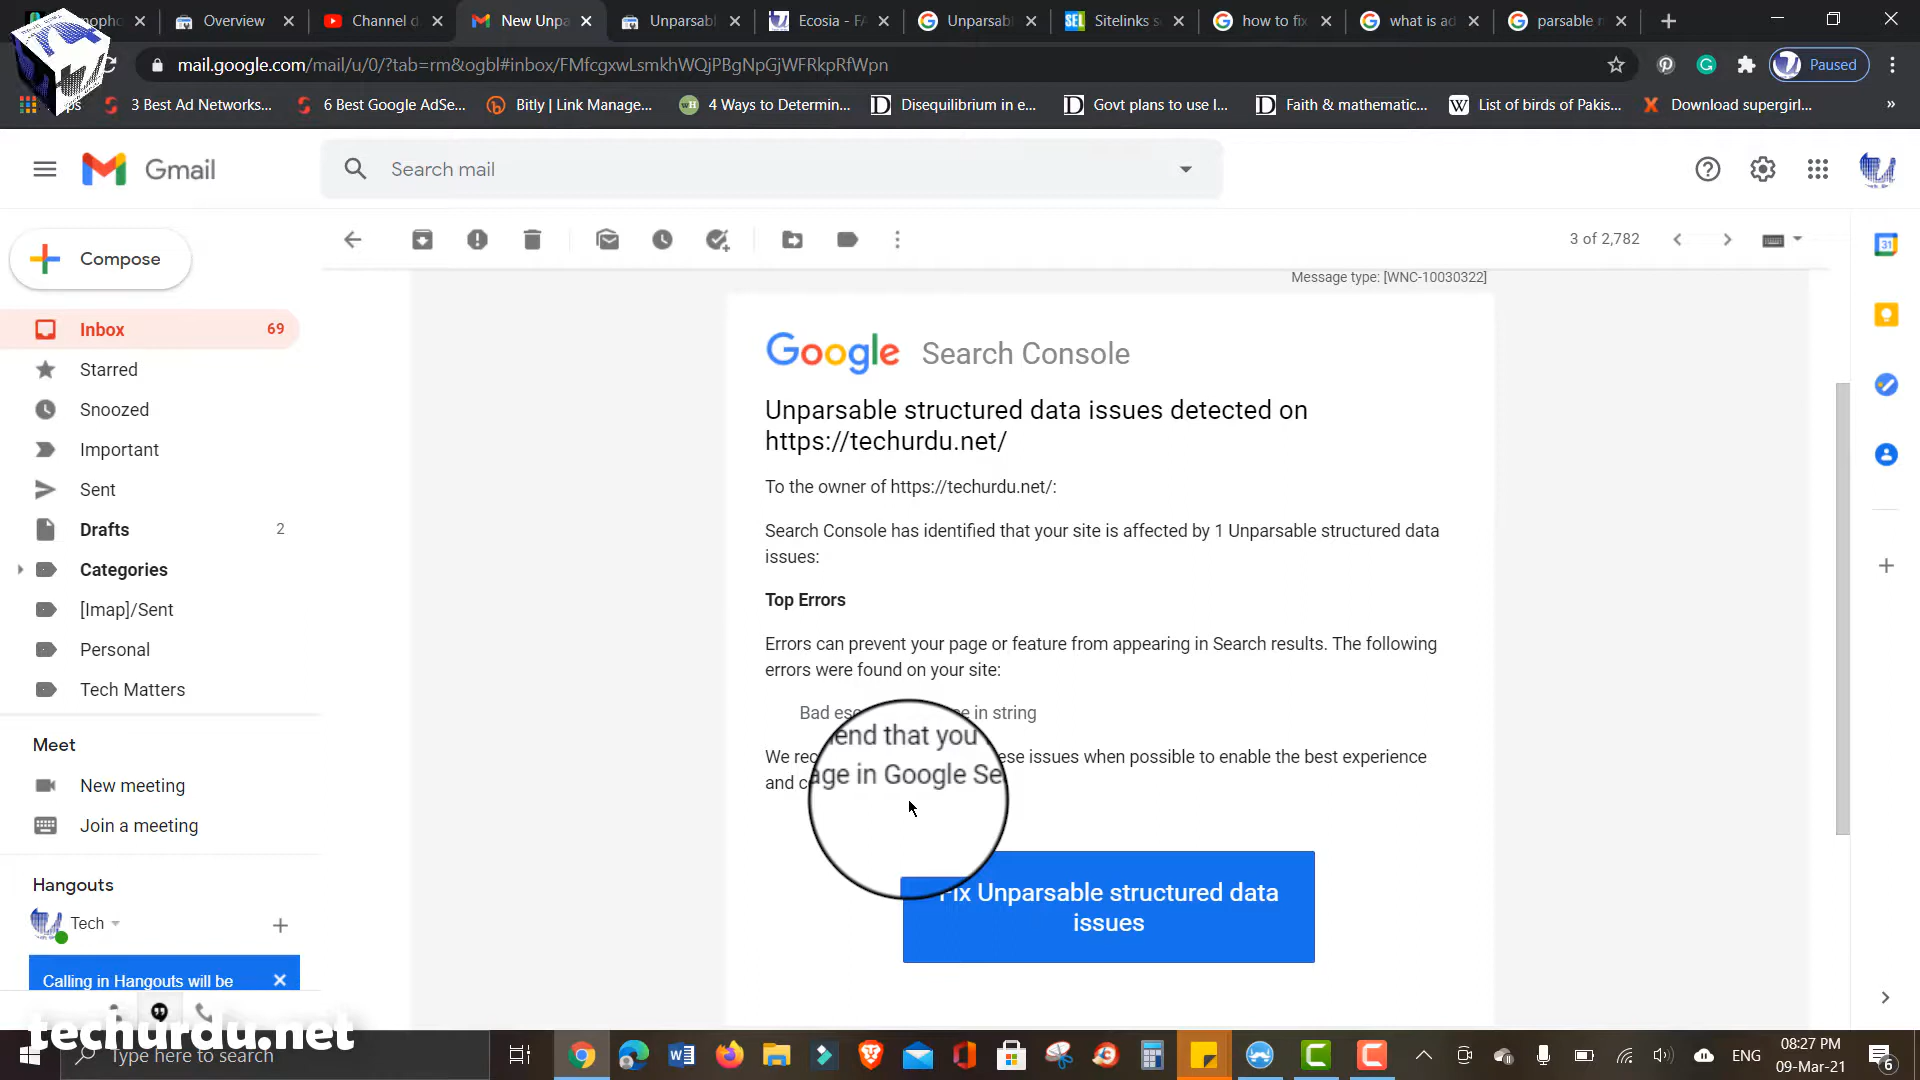 nopho
Overview
Channel d
New Unpa
Unparsabl
Ecosia - FA
Unparsabl
Sitelinks s
how to fix
what is ad
parsable r
mail.google.com/mail/u/0/?tab=rm&ogbl#inbox/FMfcgxwLsmkhWQjPBgNpGjWFRkpRfWpn
Paused
3 Best Ad Networks...
6 Best Google AdSe...
Bitly | Link Manage...
4 Ways to Determin...
Disequilibrium in e...
Govt plans to use I...
Faith & mathematic...
List of birds of Pakis...
Download supergirl...
»
Gmail
Search mail
Compose
3 of 2,782
Inbox 69
Starred
Snoozed
Important
Sent
Drafts 2
Categories
[Imap]/Sent
Personal
Tech Matters
Meet
New meeting
Join a meeting
Hangouts
Tech
Calling in Hangouts will be
Message type: [WNC-10030322]
Google Search Console
Unparsable structured data issues detected on
https://techurdu.net/
To the owner of https://techurdu.net/:
Search Console has identified that your site is affected by 1 Unparsable structured data
issues:
Top Errors
Errors can prevent your page or feature from appearing in Search results. The following
errors were found on your site:
Bad es e in string
end that you
We rec ese issues when possible to enable the best experience
age in Google Se
and c
Fix Unparsable structured data
issues
31
techurdu.net
Type here to search
ENG
08:27 PM
09-Mar-21
6